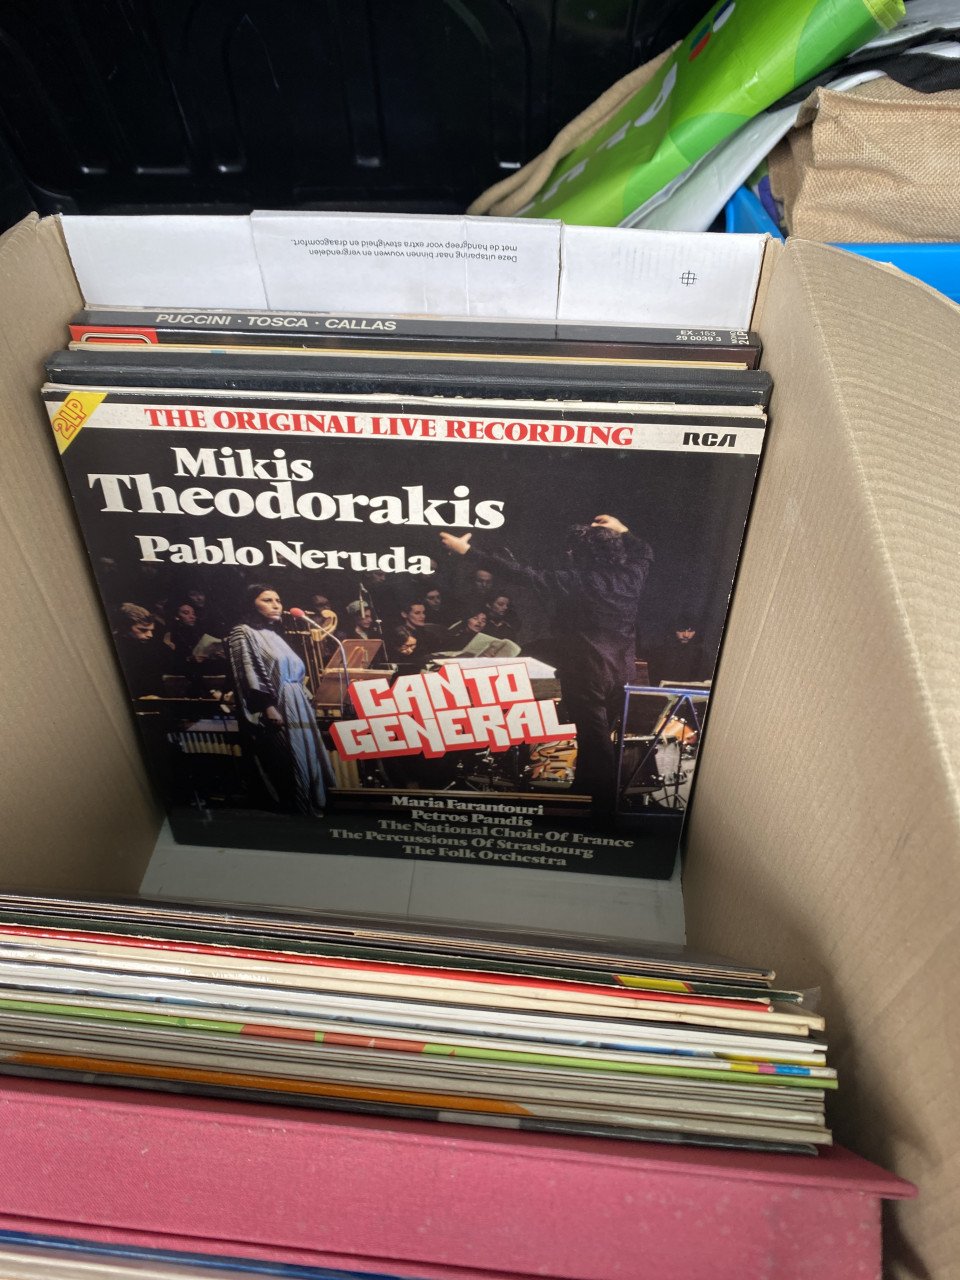 Deze uitsparing naar binnen vouwen en vergrendelen
met de handgreep voor extra stevigheid en draagcomfort.
PUCCINI · TOSCA · CALLAS
EX - 153
29 0039 3
MONO
2LP
2LP
THE ORIGINAL LIVE RECORDING
RCA
Mikis
Theodorakis
Pablo Neruda
CANTO
GENERAL
Maria Farantouri
Petros Pandis
The National Choir Of France
The Percussions Of Strasbourg
The Folk Orchestra